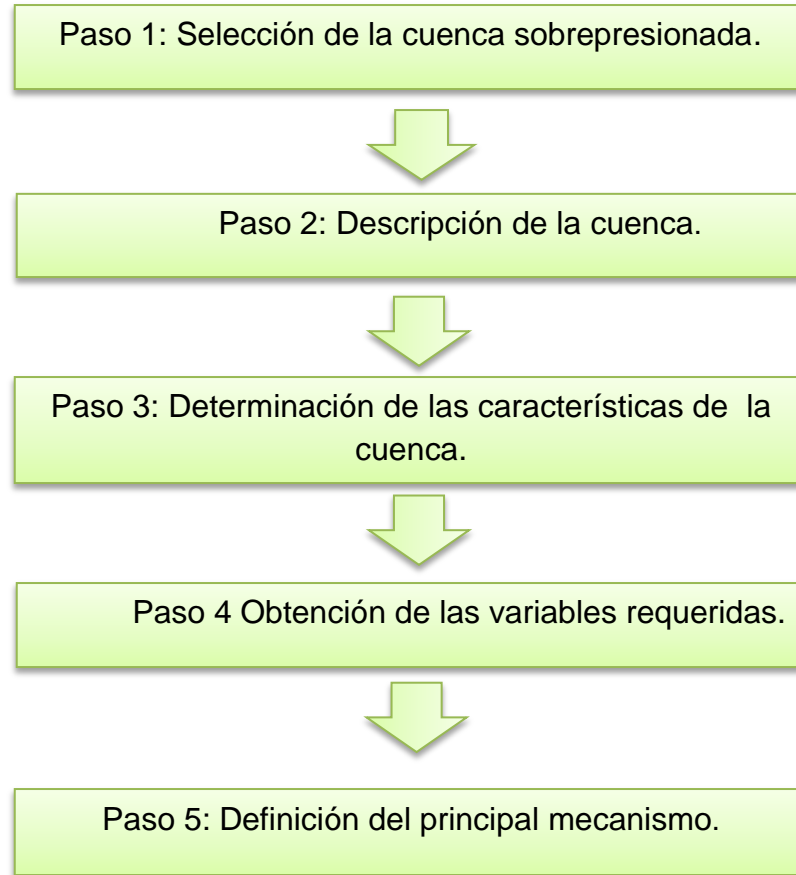 Paso 1: Selección de la cuenca sobrepresionada.
Paso 2: Descripción de la cuenca.
Paso 3: Determinación de las características de la
cuenca.
Paso 4 Obtención de las variables requeridas.
Paso 5: Definición del principal mecanismo.